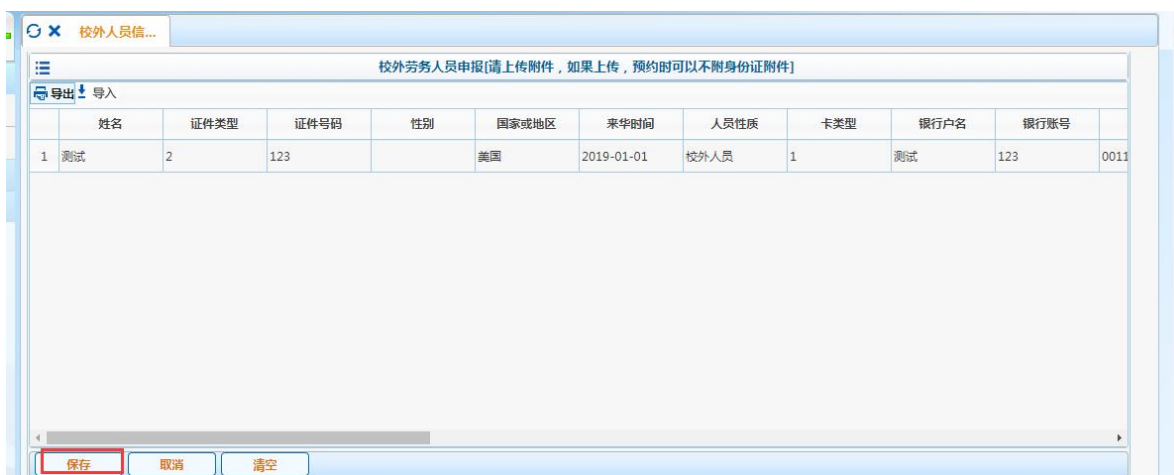 校外人员信...
校外劳务人员申报[请上传附件，如果上传，预约时可以不附身份证附件]
导出 导入
姓名 证件类型 证件号码 性别 国家或地区 来华时间 人员性质 卡类型 银行户名 银行账号
1 测试 2 123 美国 2019-01-01 校外人员 1 测试 123 0011
保存 取消 清空